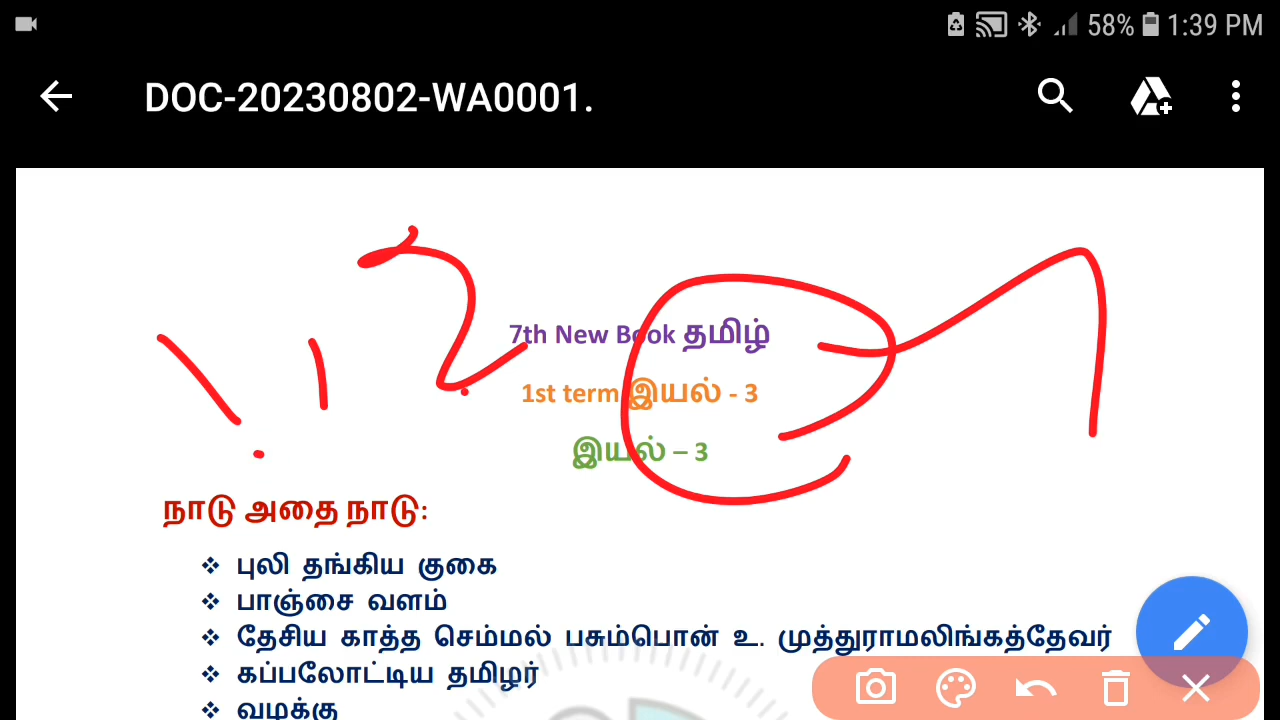 58% 1:39 PM
DOC-20230802-WA0001.
7th New Book தமிழ்
1st term இயல் - 3
இயல் – 3
நாடு அதை நாடு:
❖ புலி தங்கிய குகை
❖ பாஞ்சை வளம்
❖ தேசிய காத்த செம்மல் பசும்பொன் உ. முத்துராமலிங்கத்தேவர்
❖ கப்பலோட்டிய தமிழர்
❖ வழக்கு